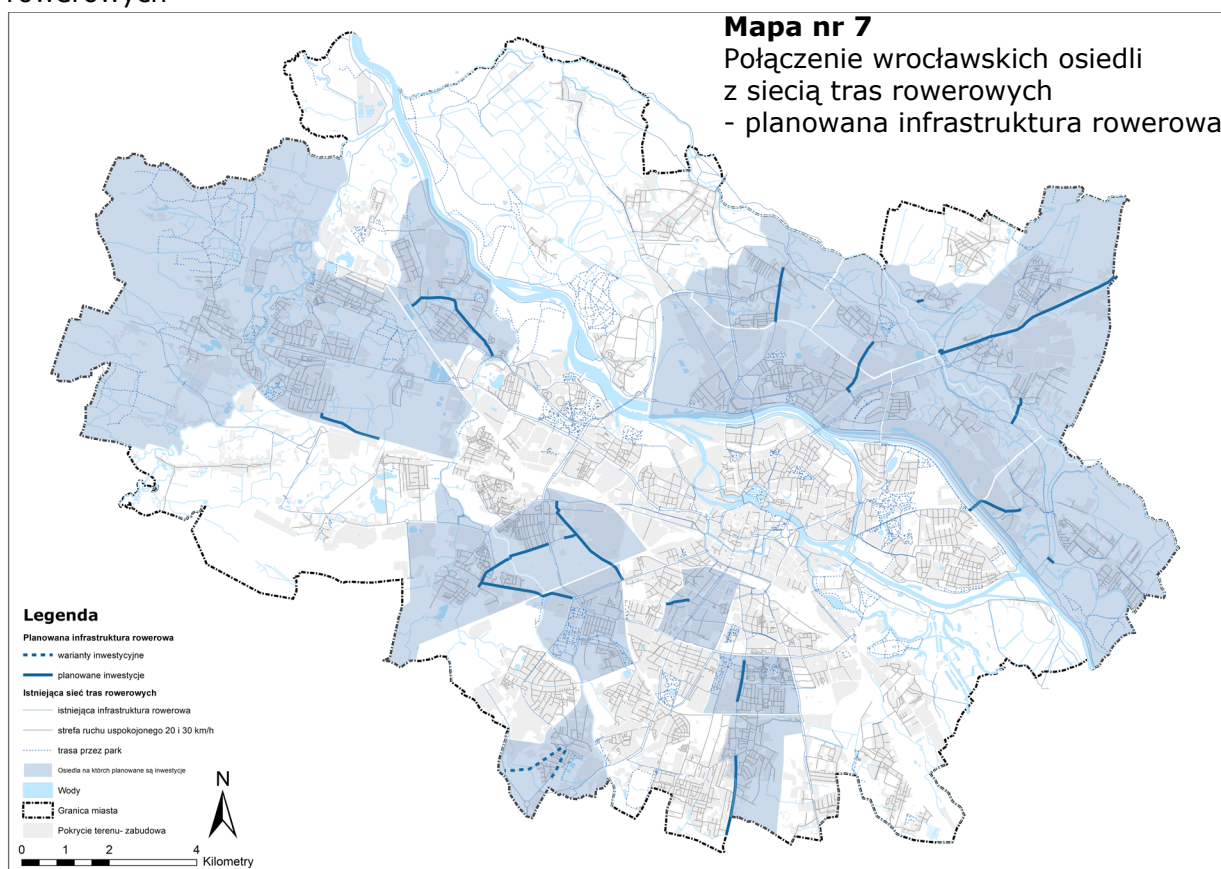 rowerowych
Mapa nr 7
Połączenie wrocławskich osiedli
z siecią tras rowerowych
- planowana infrastruktura rowerowa
Legenda
Planowana infrastruktura rowerowa
warianty inwestycyjne
planowane inwestycje
Istniejąca sieć tras rowerowych
istniejąca infrastruktura rowerowa
strefa ruchu uspokojonego 20 i 30 km/h
trasa przez park
Osiedla na ktrórch planowane są inwestycje
Wody
Granica miasta
Pokrycie terenu- zabudowa
N
0 1 2 4
Kilometry